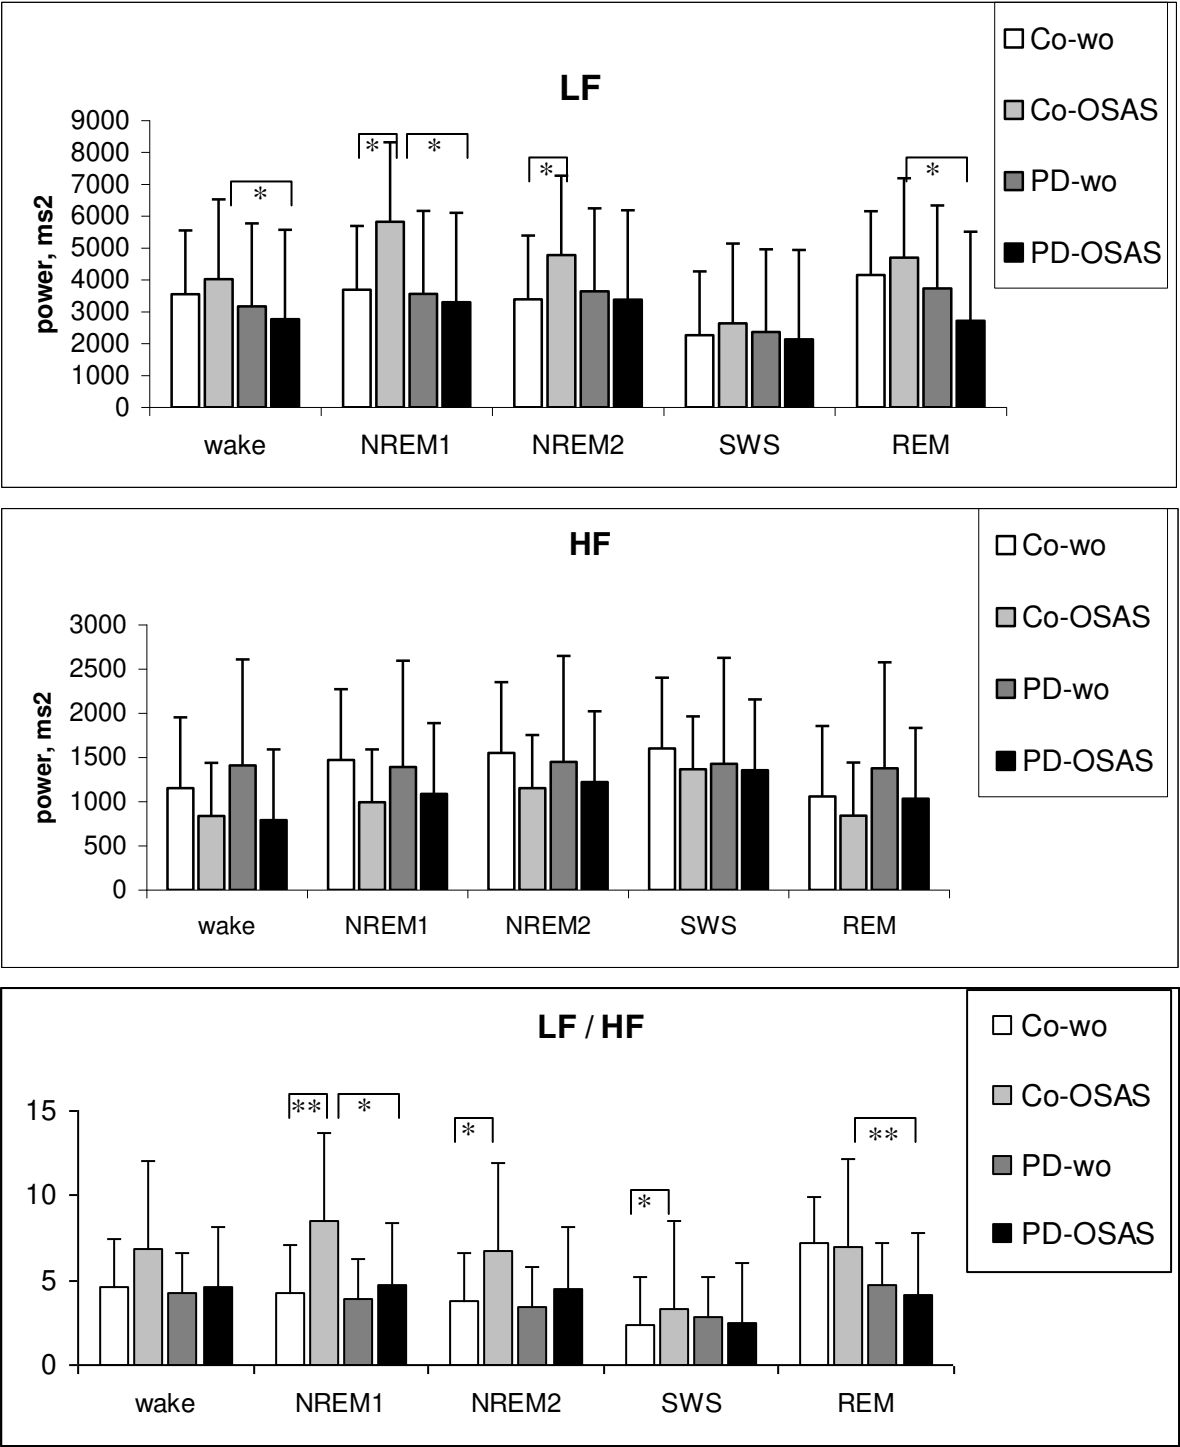 LF
Co-wo
Co-OSAS
PD-wo
PD-OSAS
power, ms2
9000
8000
7000
6000
5000
4000
3000
2000
1000
0
* * * * *
wake NREM1 NREM2 SWS REM
HF
Co-wo
Co-OSAS
PD-wo
PD-OSAS
power, ms2
3000
2500
2000
1500
1000
500
0
wake NREM1 NREM2 SWS REM
LF / HF
Co-wo
Co-OSAS
PD-wo
PD-OSAS
15
10
5
0
** * * * **
wake NREM1 NREM2 SWS REM